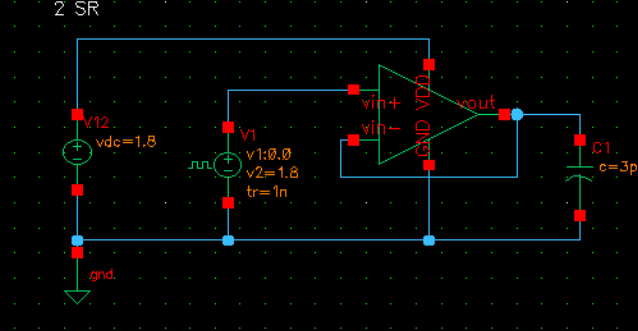 2 SR
V12
vdc=1.8
V1
v1:0.0
v2=1.8
tr=1n
vin+
vin-
VDD
GND
vout
C1
c=3p
gnd